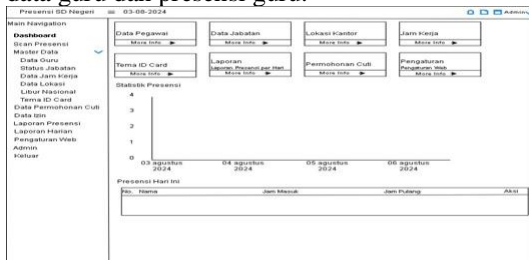 data guru dan presensi guru.
Presensi SD Negeri 03-08-2024 Admin
Main Navigation
Dashboard
Scan Presensi
Master Data
Data Guru
Status Jabatan
Data Jam Kerja
Data Lokasi
Libur Nasional
Tema ID Card
Data Permohonan Cuti
Data Izin
Laporan Presensi
Laporan Harian
Pengaturan Web
Admin
Keluar
Data Pegawai
More Info
Data Jabatan
More Info
Lokasi Kantor
More Info
Jam Kerja
More Info
Tema ID Card
More Info
Laporan
Laporan Presensi per Hari
More Info
Permohonan Cuti
More Info
Pengaturan
Pengaturan Web
More Info
Statistik Presensi
4
3
2
1
0
03 agustus 04 agustus 05 agustus 06 agustus
2024 2024 2024 2024
Presensi Hari Ini
No. Nama Jam Masuk Jam Pulang Aksi